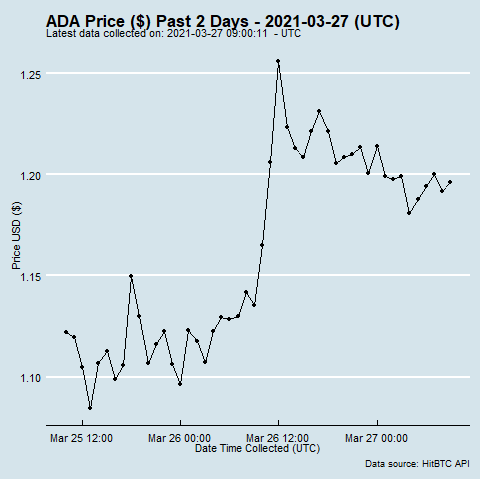 ADA Price ($) Past 2 Days - 2021-03-27 (UTC)
Latest data collected on: 2021-03-27 09:00:11  - UTC
1.25
1.20
1.15
1.10
Price USD ($)
Mar 25 12:00
Mar 26 00:00
Mar 26 12:00
Mar 27 00:00
Date Time Collected (UTC)
Data source: HitBTC API